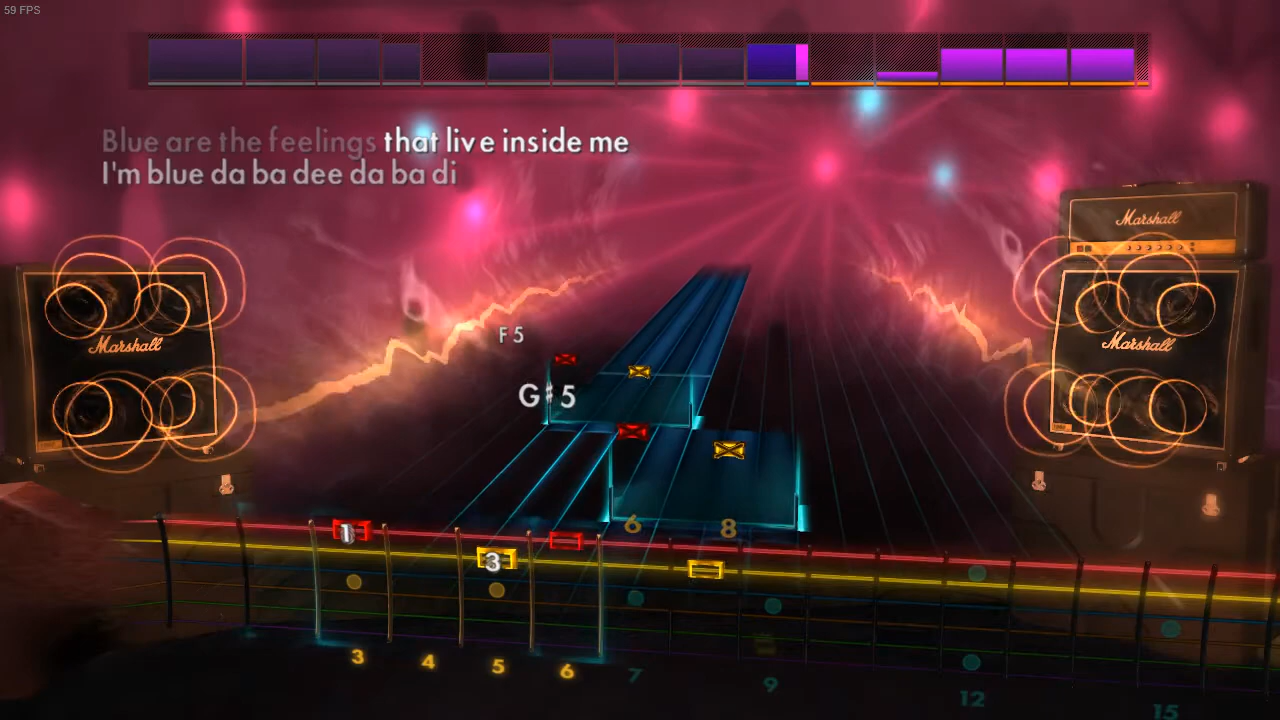 59 FPS
Blue are the feelings that live inside me
I'm blue da ba dee da ba di
Marshall
Marshall
Marshall
F 5
G# 5
6 8
1
3
3 4 5 6 7 9 12 15